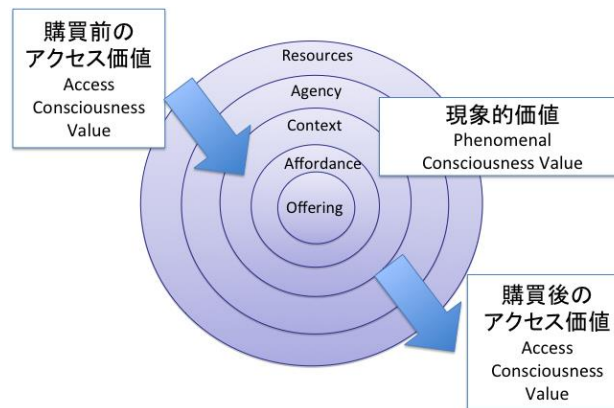 購買前の
アクセス価値
Access
Consciousness
Value
Resources
Agency
Context
Affordance
Offering
現象的価値
Phenomenal
Consciousness Value
購買後の
アクセス価値
Access
Consciousness
Value